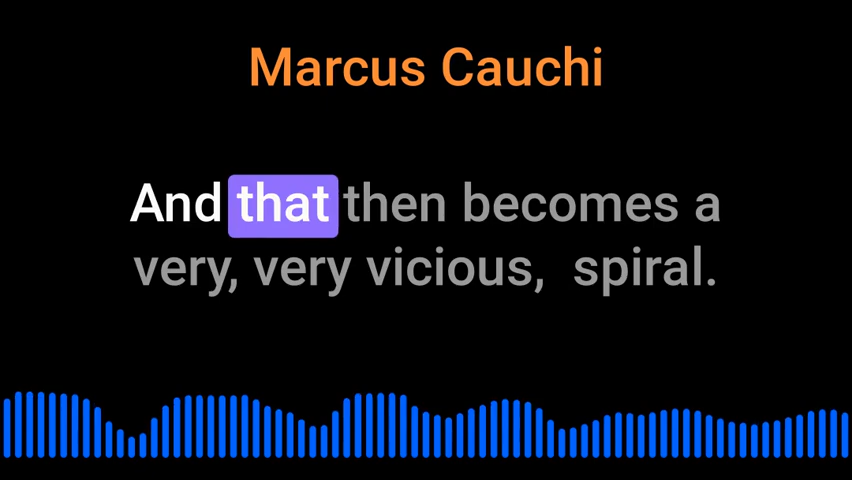 Marcus Cauchi
And that then becomes a
very, very vicious, spiral.